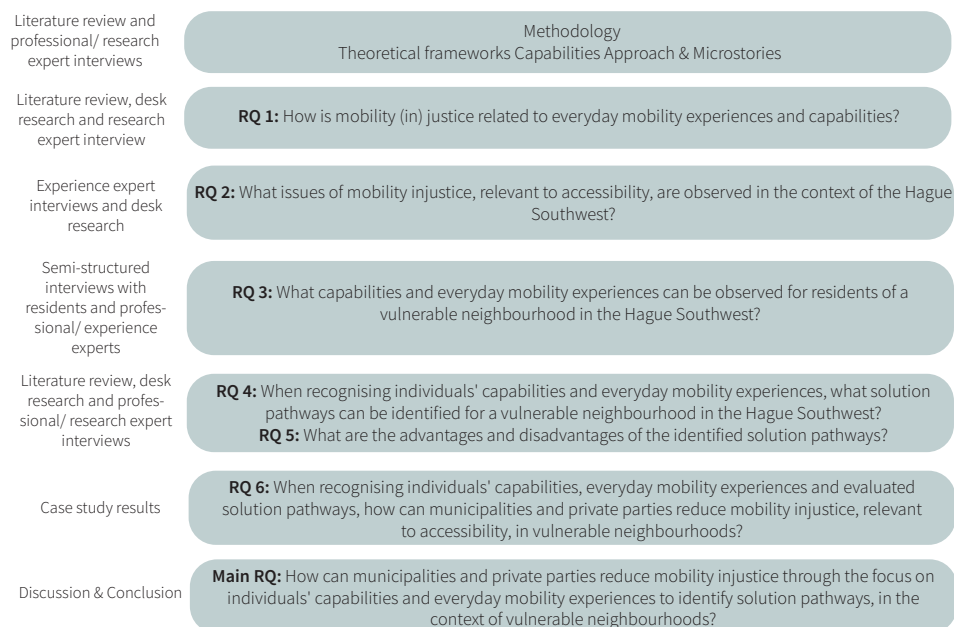 Literature review and
professional/ research
expert interviews
Methodology
Theoretical frameworks Capabilities Approach & Microstories
Literature review, desk
research and research
expert interview
RQ 1: How is mobility (in) justice related to everyday mobility experiences and capabilities?
Experience expert
interviews and desk
research
RQ 2: What issues of mobility injustice, relevant to accessibility, are observed in the context of the Hague
Southwest?
Semi-structured
interviews with
residents and profes-
sional/ experience
experts
RQ 3: What capabilities and everyday mobility experiences can be observed for residents of a
vulnerable neighbourhood in the Hague Southwest?
Literature review, desk
research and profes-
sional/ research expert
interviews
RQ 4: When recognising individuals' capabilities and everyday mobility experiences, what solution
pathways can be identified for a vulnerable neighbourhood in the Hague Southwest?
RQ 5: What are the advantages and disadvantages of the identified solution pathways?
Case study results
RQ 6: When recognising individuals' capabilities, everyday mobility experiences and evaluated
solution pathways, how can municipalities and private parties reduce mobility injustice, relevant
to accessibility, in vulnerable neighbourhoods?
Discussion & Conclusion
Main RQ: How can municipalities and private parties reduce mobility injustice through the focus on
individuals' capabilities and everyday mobility experiences to identify solution pathways, in the
context of vulnerable neighbourhoods?